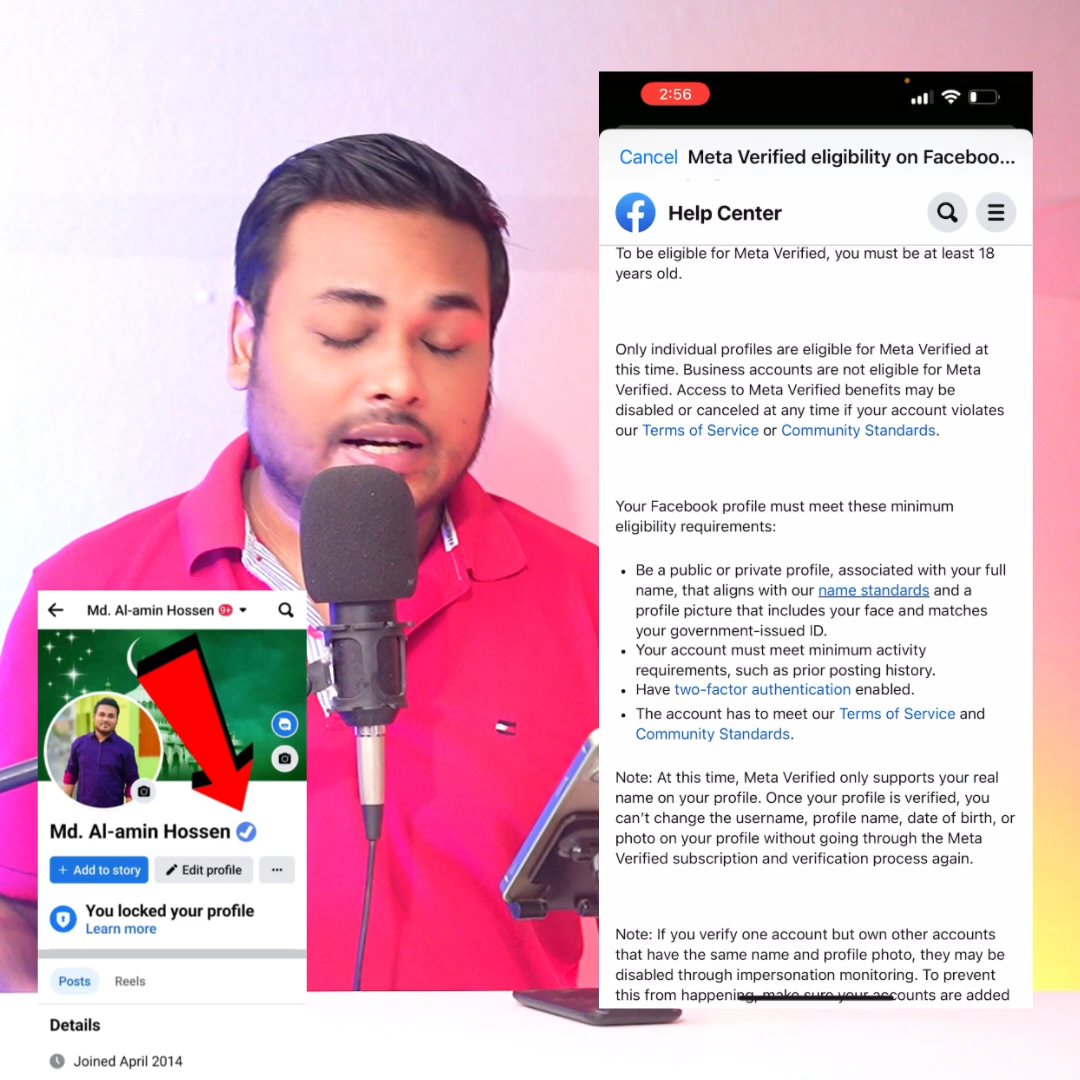 2:56
Cancel Meta Verified eligibility on Faceboo...
Help Center
To be eligible for Meta Verified, you must be at least 18
years old.
Only individual profiles are eligible for Meta Verified at
this time. Business accounts are not eligible for Meta
Verified. Access to Meta Verified benefits may be
disabled or canceled at any time if your account violates
our Terms of Service or Community Standards.
Your Facebook profile must meet these minimum
eligibility requirements:
• Be a public or private profile, associated with your full
name, that aligns with our name standards and a
profile picture that includes your face and matches
your government-issued ID.
• Your account must meet minimum activity
requirements, such as prior posting history.
• Have two-factor authentication enabled.
• The account has to meet our Terms of Service and
Community Standards.
Note: At this time, Meta Verified only supports your real
name on your profile. Once your profile is verified, you
can't change the username, profile name, date of birth, or
photo on your profile without going through the Meta
Verified subscription and verification process again.
Note: If you verify one account but own other accounts
that have the same name and profile photo, they may be
disabled through impersonation monitoring. To prevent
this from happening, make sure your accounts are added
Md. Al-amin Hossen 9+
Md. Al-amin Hossen
+ Add to story Edit profile ...
You locked your profile
Learn more
Posts Reels
Details
Joined April 2014